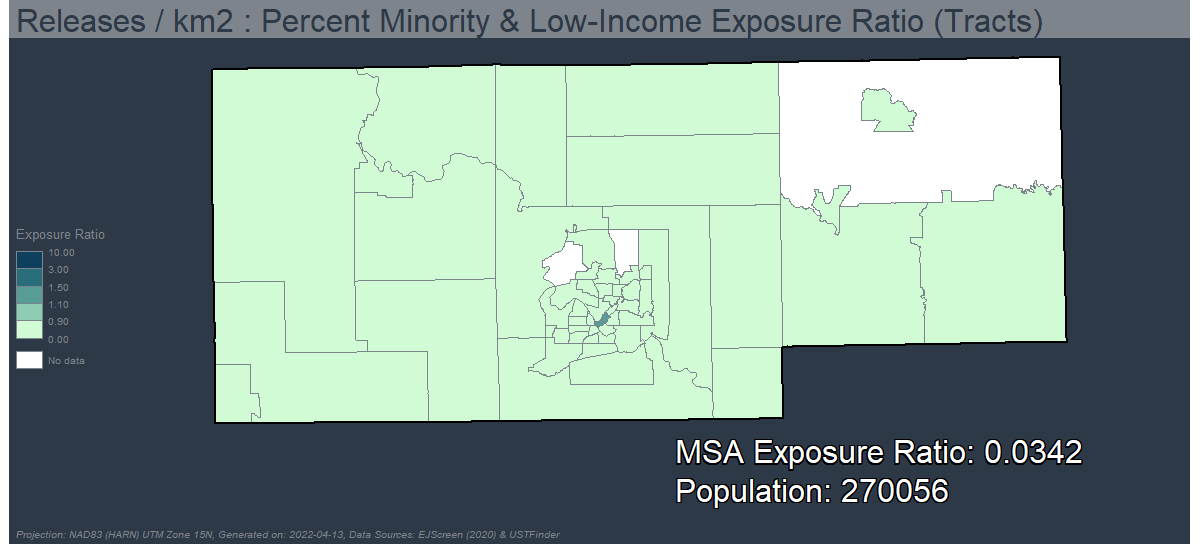 Releases / km2 : Percent Minority & Low-Income Exposure Ratio (Tracts)
Exposure Ratio
10.00
3.00
1.50
1.10
0.90
0.00
No data
MSA Exposure Ratio: 0.0342
Population: 270056
Projection: NAD83 (HARN) UTM Zone 15N, Generated on: 2022-04-13, Data Sources: EJScreen (2020) & USTFinder